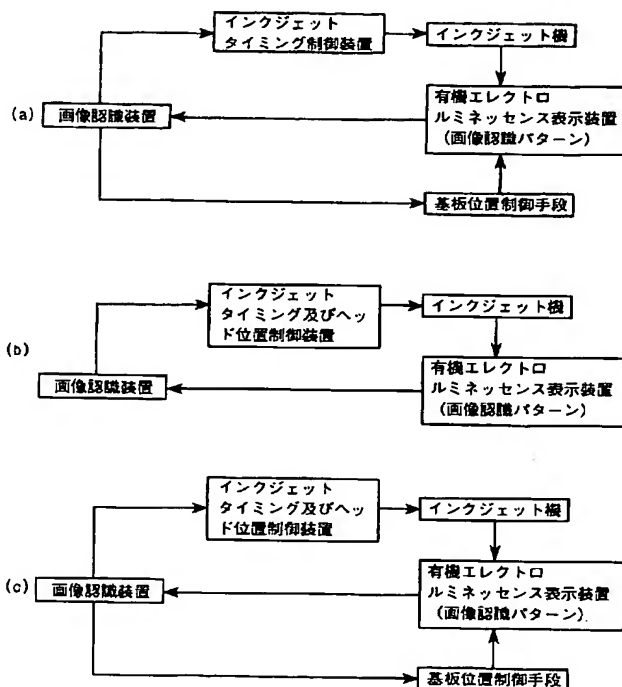 インクジェット
タイミング制御装置
インクジェット機
(a)
画像認識装置
有機エレクトロ
ルミネッセンス表示装置
(画像認識パターン)
基板位置制御手段
インクジェット
タイミング及びヘッ
ド位置制御装置
インクジェット機
(b)
画像認識装置
有機エレクトロ
ルミネッセンス表示装置
(画像認識パターン)
インクジェット
タイミング及びヘッ
ド位置制御装置
インクジェット機
(c)
画像認識装置
有機エレクトロ
ルミネッセンス表示装置
(画像認識パターン)
基板位置制御手段